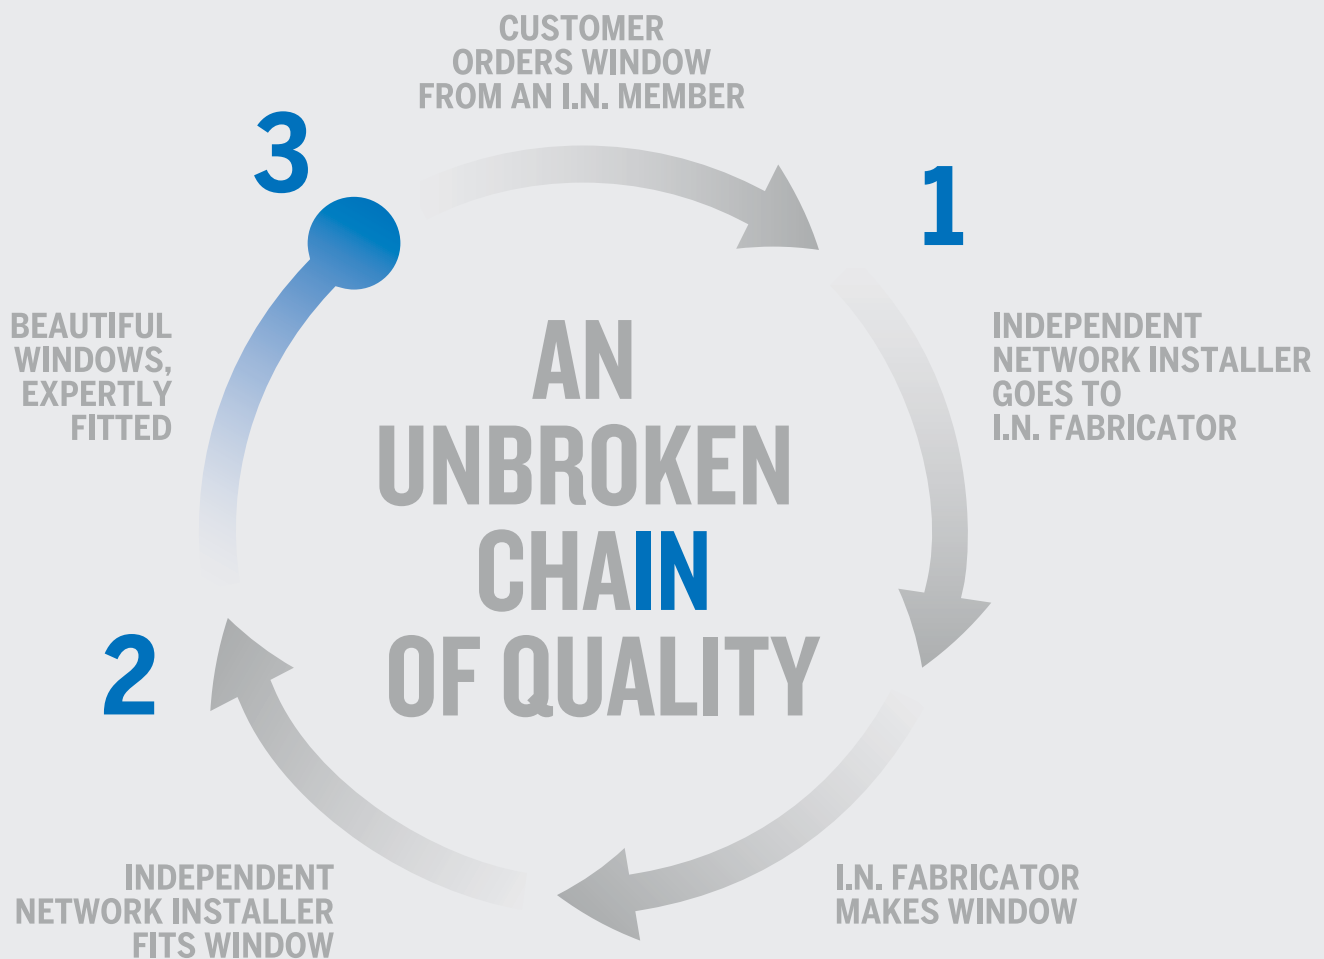 CUSTOMER
ORDERS WINDOW
FROM AN I.N. MEMBER
1
INDEPENDENT
NETWORK INSTALLER
GOES TO
I.N. FABRICATOR
I.N. FABRICATOR
MAKES WINDOW
INDEPENDENT
NETWORK INSTALLER
FITS WINDOW
2
BEAUTIFUL
WINDOWS,
EXPERTLY
FITTED
3
AN
UNBROKEN
CHAIN
OF QUALITY